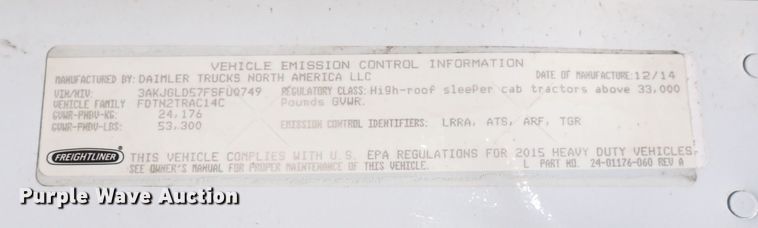 VEHICLE EMISSION CONTROL INFORMATION
MANUFACTURED BY: DAIMLER TRUCKS NORTH AMERICA LLC DATE OF MANUFACTURE: 12/14
VIN/NIV: 3AKJGLD57FSFUQ749 REGULATORY CLASS: High-roof sleeper cab tractors above 33,000
VEHICLE FAMILY FDTN2TRAC14C Pounds GVWR.
GVWR-PNBV-KG: 24,176
GVWR-PNBV-LBS: 53,300 EMISSION CONTROL IDENTIFIERS: LRRA, ATS, ARF, TGR
FREIGHTLINER THIS VEHICLE COMPLIES WITH U.S. EPA REGULATIONS FOR 2015 HEAVY DUTY VEHICLES.
SEE OWNER'S MANUAL FOR PROPER MAINTENANCE OF THIS VEHICLE. L PART NO. 24-01176-060 REV A
Purple Wave Auction